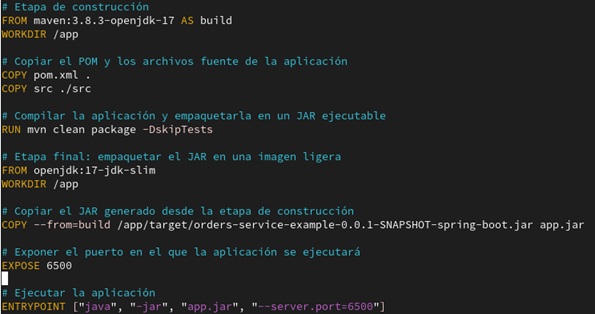 # Etapa de construcción
FROM maven:3.8.3-openjdk-17 AS build
WORKDIR /app
# Copiar el POM y los archivos fuente de la aplicación
COPY pom.xml .
COPY src ./src
# Compilar la aplicación y empaquetarla en un JAR ejecutable
RUN mvn clean package -DskipTests
# Etapa final: empaquetar el JAR en una imagen ligera
FROM openjdk:17-jdk-slim
WORKDIR /app
# Copiar el JAR generado desde la etapa de construcción
COPY --from=build /app/target/orders-service-example-0.0.1-SNAPSHOT-spring-boot.jar app.jar
# Exponer el puerto en el que la aplicación se ejecutará
EXPOSE 6500
# Ejecutar la aplicación
ENTRYPOINT ["java", "-jar", "app.jar", "--server.port=6500"]